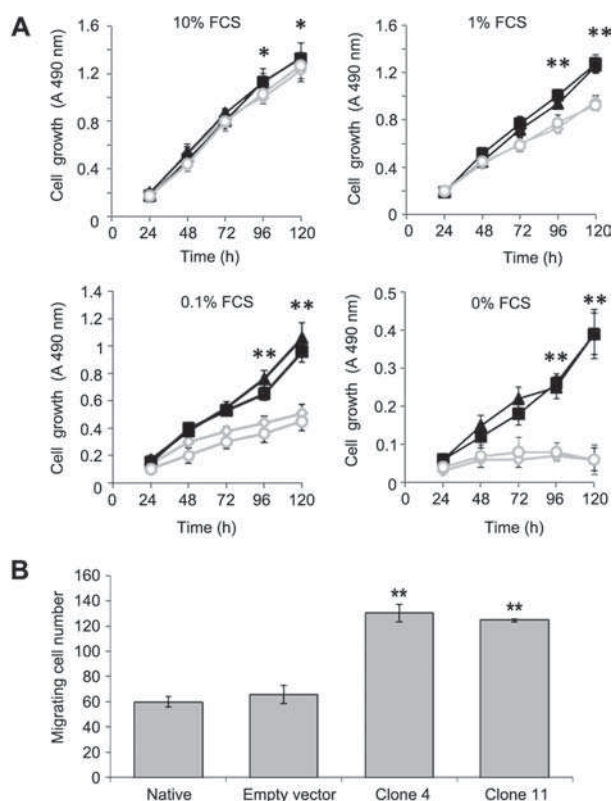 A
10% FCS
Cell growth (A 490 nm)
1.6
1.2
0.8
0.4
0
*
*
0 24 48 72 96 120
Time (h)
1% FCS
Cell growth (A 490 nm)
1.6
1.2
0.8
0.4
0
**
**
0 24 48 72 96 120
Time (h)
0.1% FCS
Cell growth (A 490 nm)
1.4
1.2
1
0.8
0.6
0.4
0.2
0
**
**
0 24 48 72 96 120
Time (h)
0% FCS
Cell growth (A 490 nm)
0.5
0.4
0.3
0.2
0.1
0
**
**
0 24 48 72 96 120
Time (h)
B
Migrating cell number
160
140
120
100
80
60
40
20
0
**
**
Native Empty vector Clone 4 Clone 11